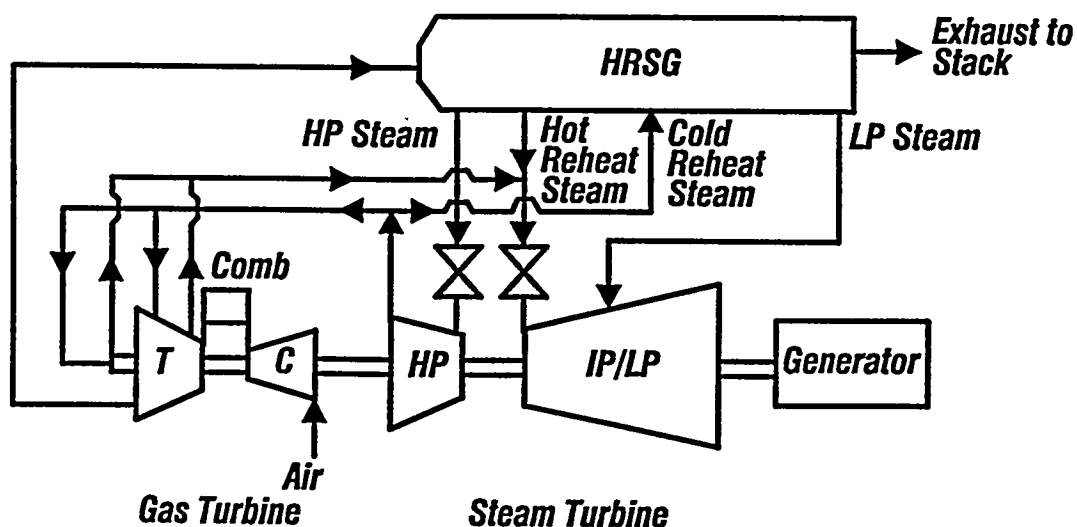 Exhaust to
Stack
HRSG
HP Steam
Hot
Reheat
Steam
Cold
Reheat
Steam
LP Steam
Comb
T
C
HP
IP/LP
Generator
Air
Gas Turbine
Steam Turbine